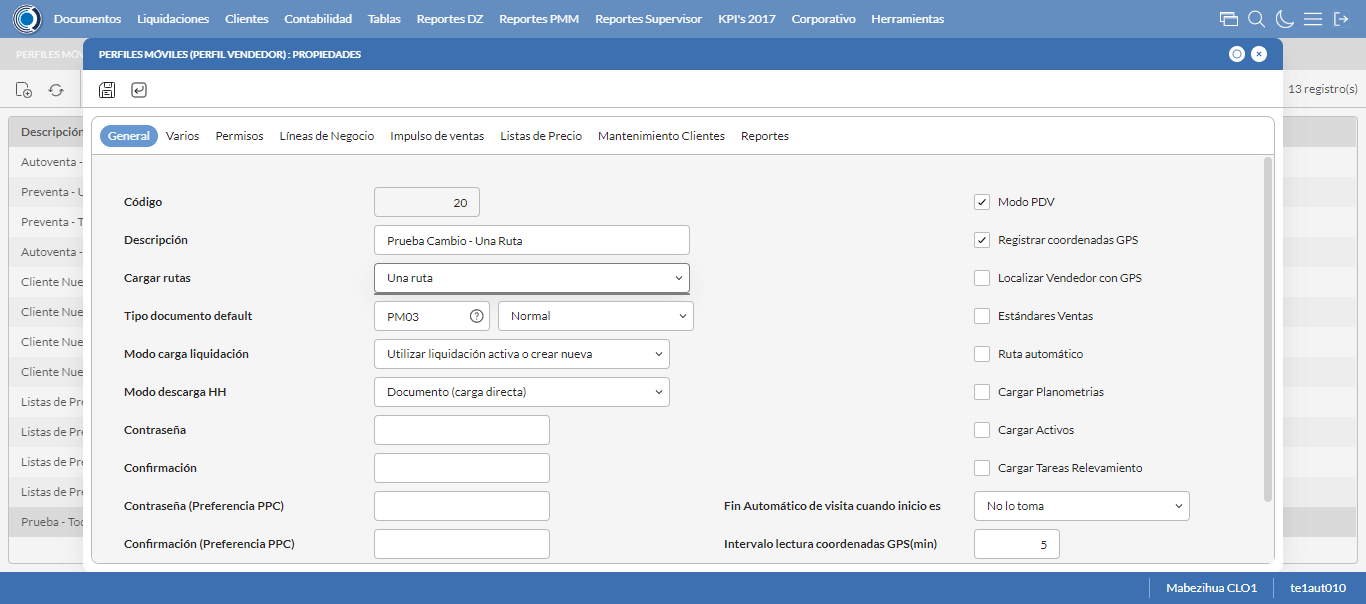 Documentos Liquidaciones Clientes Contabilidad Tablas Reportes DZ Reportes PMM Reportes Supervisor KPI's 2017 Corporativo Herramientas
PERFILES MÓV
PERFILES MÓVILES (PERFIL VENDEDOR) : PROPIEDADES
13 registro(s)
Descripción
Autoventa -
Preventa - U
Preventa - T
Autoventa -
Cliente Nue
Cliente Nue
Cliente Nue
Cliente Nue
Listas de Pre
Listas de Pre
Listas de Pre
Listas de Pre
Prueba - Tod
General Varios Permisos Líneas de Negocio Impulso de ventas Listas de Precio Mantenimiento Clientes Reportes
Código 20 Modo PDV
Descripción Prueba Cambio - Una Ruta Registrar coordenadas GPS
Cargar rutas Una ruta Localizar Vendedor con GPS
Tipo documento default PM03 Normal Estándares Ventas
Modo carga liquidación Utilizar liquidación activa o crear nueva Ruta automático
Modo descarga HH Documento (carga directa) Cargar Planometrias
Contraseña Cargar Activos
Confirmación Cargar Tareas Relevamiento
Contraseña (Preferencia PPC) Fin Automático de visita cuando inicio es No lo toma
Confirmación (Preferencia PPC) Intervalo lectura coordenadas GPS(min) 5
Mabezihua CLO1 te1aut010